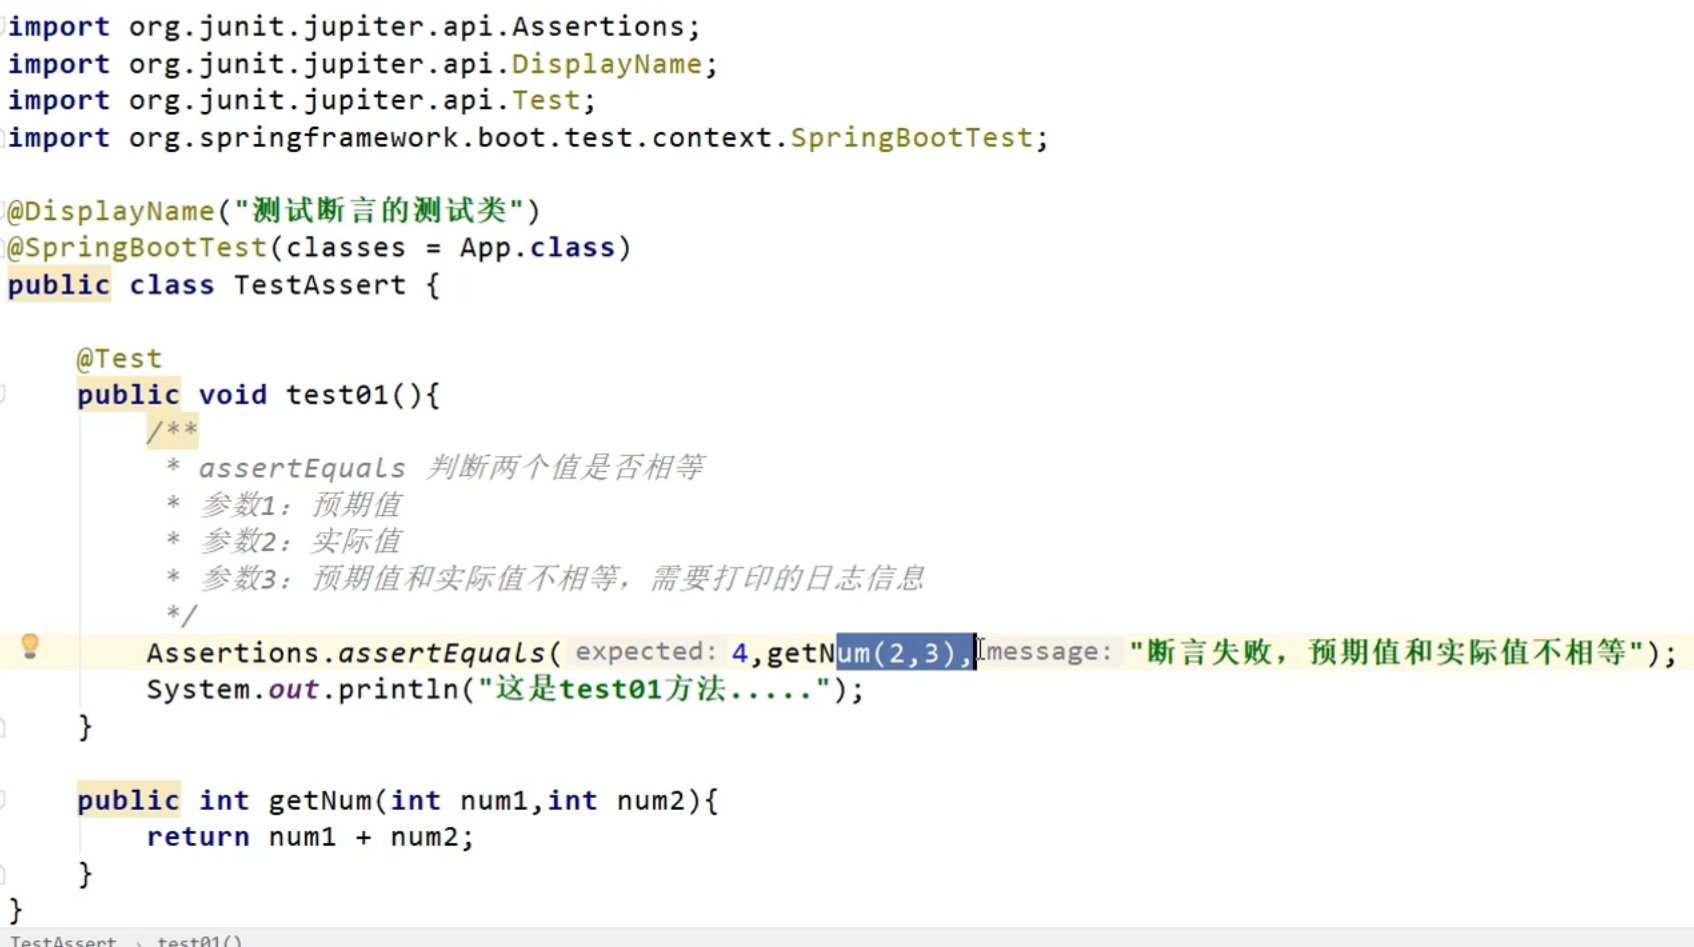 import org.junit.jupiter.api.Assertions;
import org.junit.jupiter.api.DisplayName;
import org.junit.jupiter.api.Test;
import org.springframework.boot.test.context.SpringBootTest;
@DisplayName("测试断言的测试类")
@SpringBootTest(classes = App.class)
public class TestAssert {
@Test
public void test01(){
/**
* assertEquals 判断两个值是否相等
* 参数1：预期值
* 参数2：实际值
* 参数3：预期值和实际值不相等，需要打印的日志信息
*/
Assertions.assertEquals( expected: 4,getNum(2,3), message: "断言失败，预期值和实际值不相等");
System.out.println("这是test01方法.....");
}
public int getNum(int num1,int num2){
return num1 + num2;
}
}
TestAssert › test01()